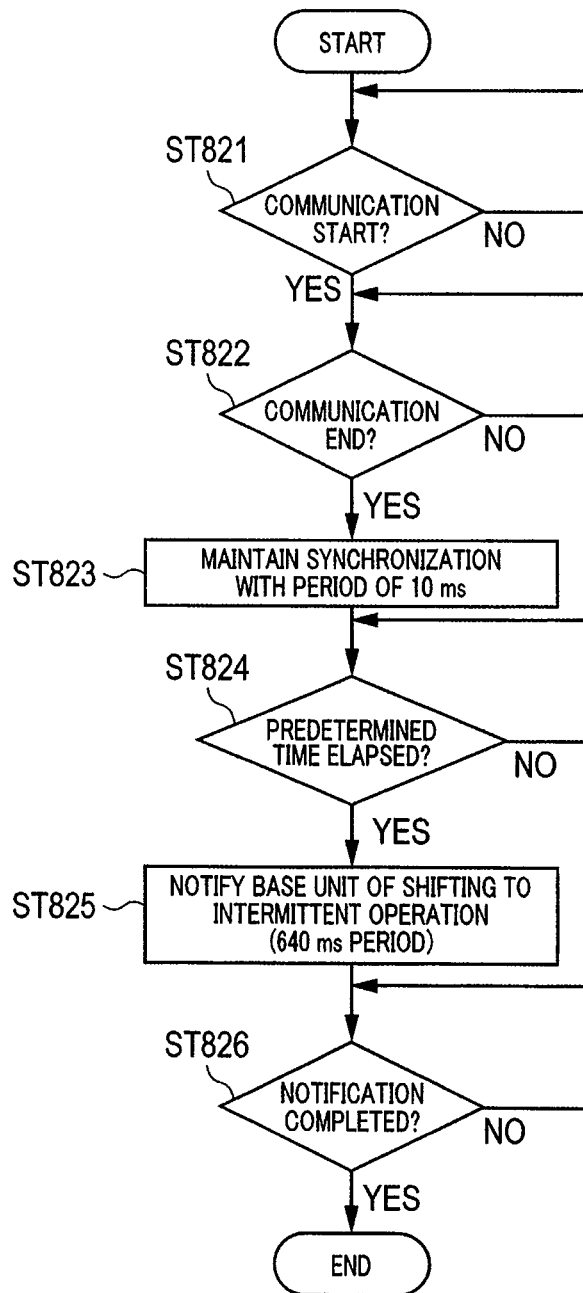 START
ST821
COMMUNICATION
START?
NO
YES
ST822
COMMUNICATION
END?
NO
YES
ST823
MAINTAIN SYNCHRONIZATION
WITH PERIOD OF 10 ms
ST824
PREDETERMINED
TIME ELAPSED?
NO
YES
ST825
NOTIFY BASE UNIT OF SHIFTING TO
INTERMITTENT OPERATION
(640 ms PERIOD)
ST826
NOTIFICATION
COMPLETED?
NO
YES
END